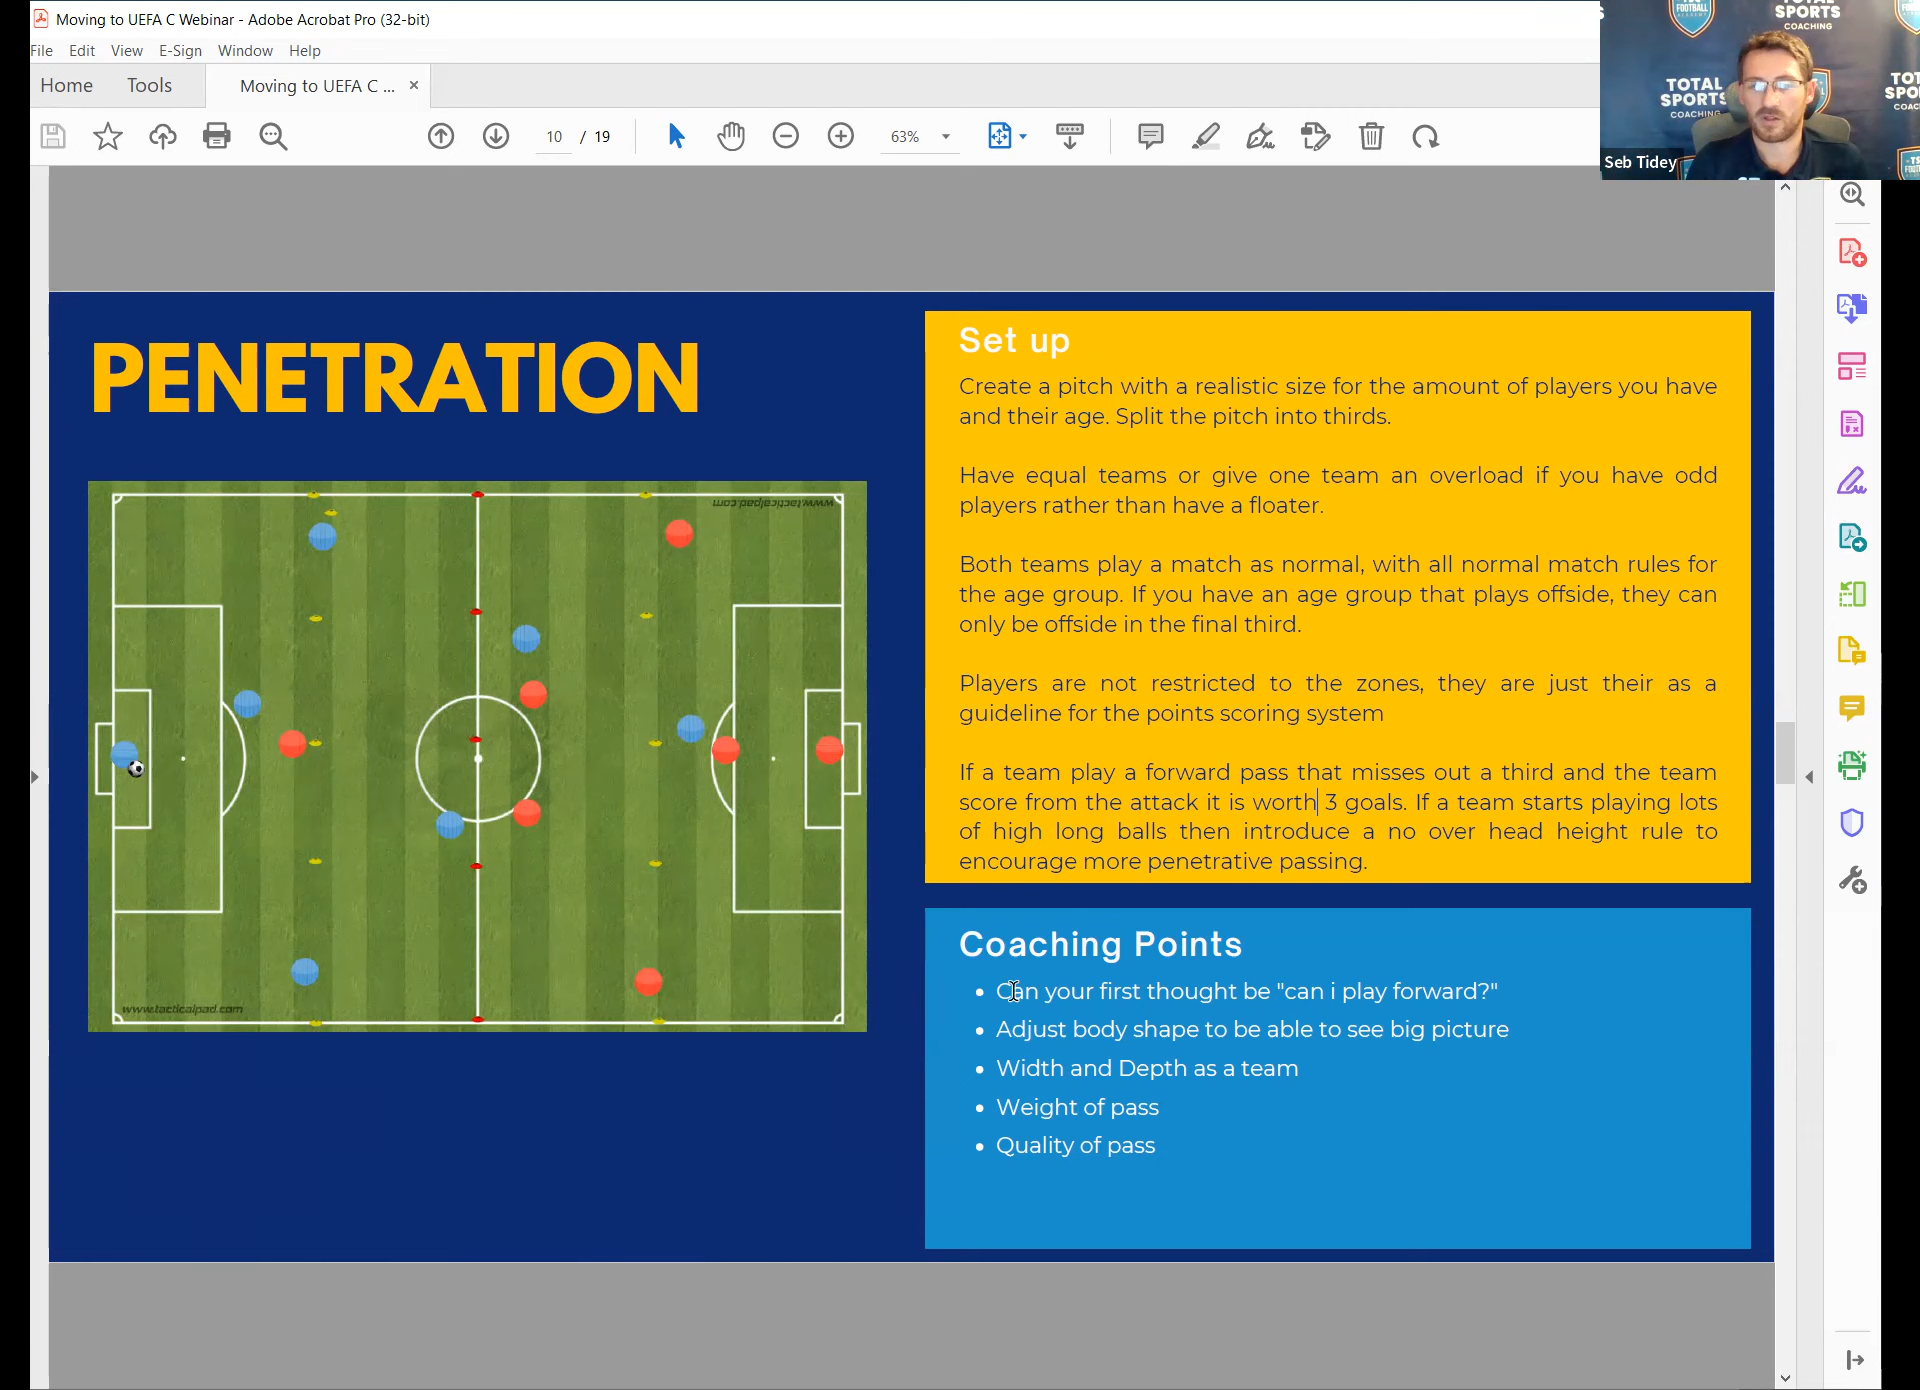 Moving to UEFA C Webinar - Adobe Acrobat Pro (32-bit)
File Edit View E-Sign Window Help
Home Tools Moving to UEFA C ... ×
10 / 19 63%
TOTAL SPORTS COACHING
TOTAL SPORTS COACHING
Seb Tidey
PENETRATION
www.tacticalpad.com
www.tacticalpad.com
Set up
Create a pitch with a realistic size for the amount of players you have
and their age. Split the pitch into thirds.
Have equal teams or give one team an overload if you have odd
players rather than have a floater.
Both teams play a match as normal, with all normal match rules for
the age group. If you have an age group that plays offside, they can
only be offside in the final third.
Players are not restricted to the zones, they are just their as a
guideline for the points scoring system
If a team play a forward pass that misses out a third and the team
score from the attack it is worth 3 goals. If a team starts playing lots
of high long balls then introduce a no over head height rule to
encourage more penetrative passing.
Coaching Points
• Can your first thought be "can i play forward?"
• Adjust body shape to be able to see big picture
• Width and Depth as a team
• Weight of pass
• Quality of pass